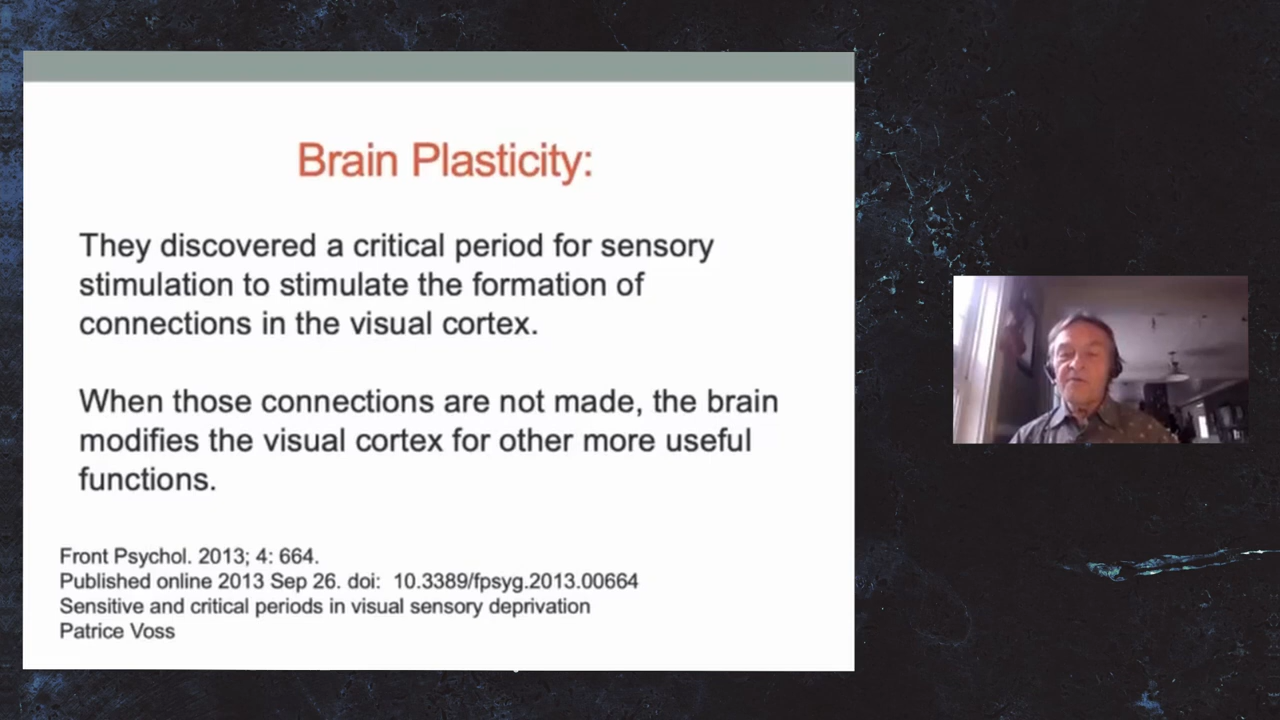 Brain Plasticity:
They discovered a critical period for sensory
stimulation to stimulate the formation of
connections in the visual cortex.
When those connections are not made, the brain
modifies the visual cortex for other more useful
functions.
Front Psychol. 2013; 4: 664.
Published online 2013 Sep 26. doi: 10.3389/fpsyg.2013.00664
Sensitive and critical periods in visual sensory deprivation
Patrice Voss